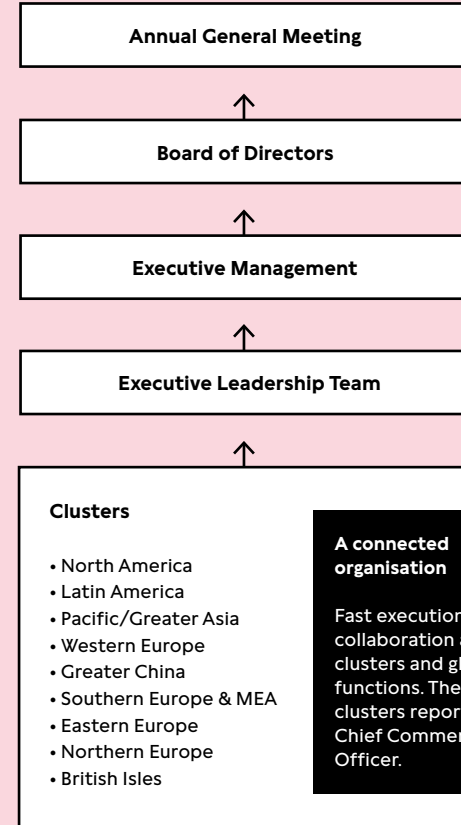 Annual General Meeting
Board of Directors
Executive Management
Executive Leadership Team
Clusters
• North America
• Latin America
• Pacific/Greater Asia
• Western Europe
• Greater China
• Southern Europe & MEA
• Eastern Europe
• Northern Europe
• British Isles
A connected
organisation
Fast execution
collaboration
clusters and
functions. The
clusters
Chief
Officer.